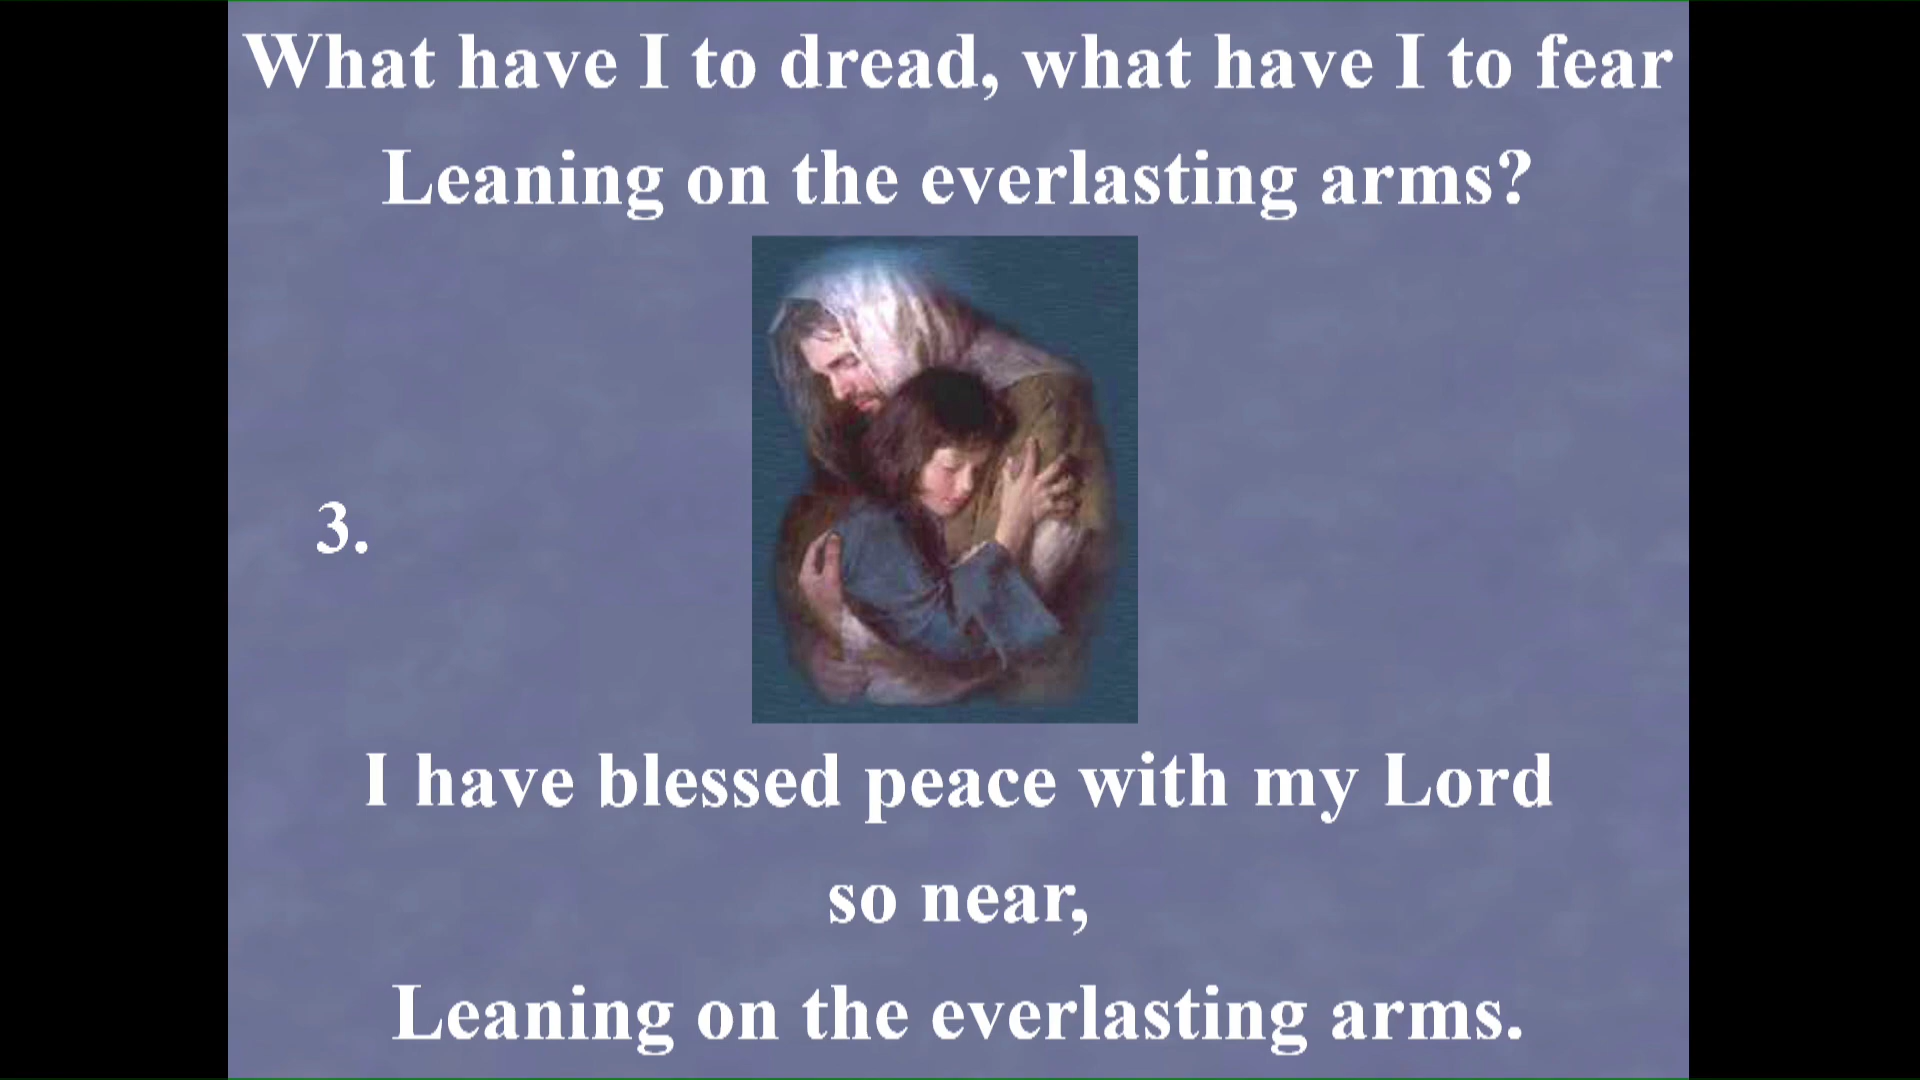 What have I to dread, what have I to fear
Leaning on the everlasting arms?
3.
I have blessed peace with my Lord
so near,
Leaning on the everlasting arms.